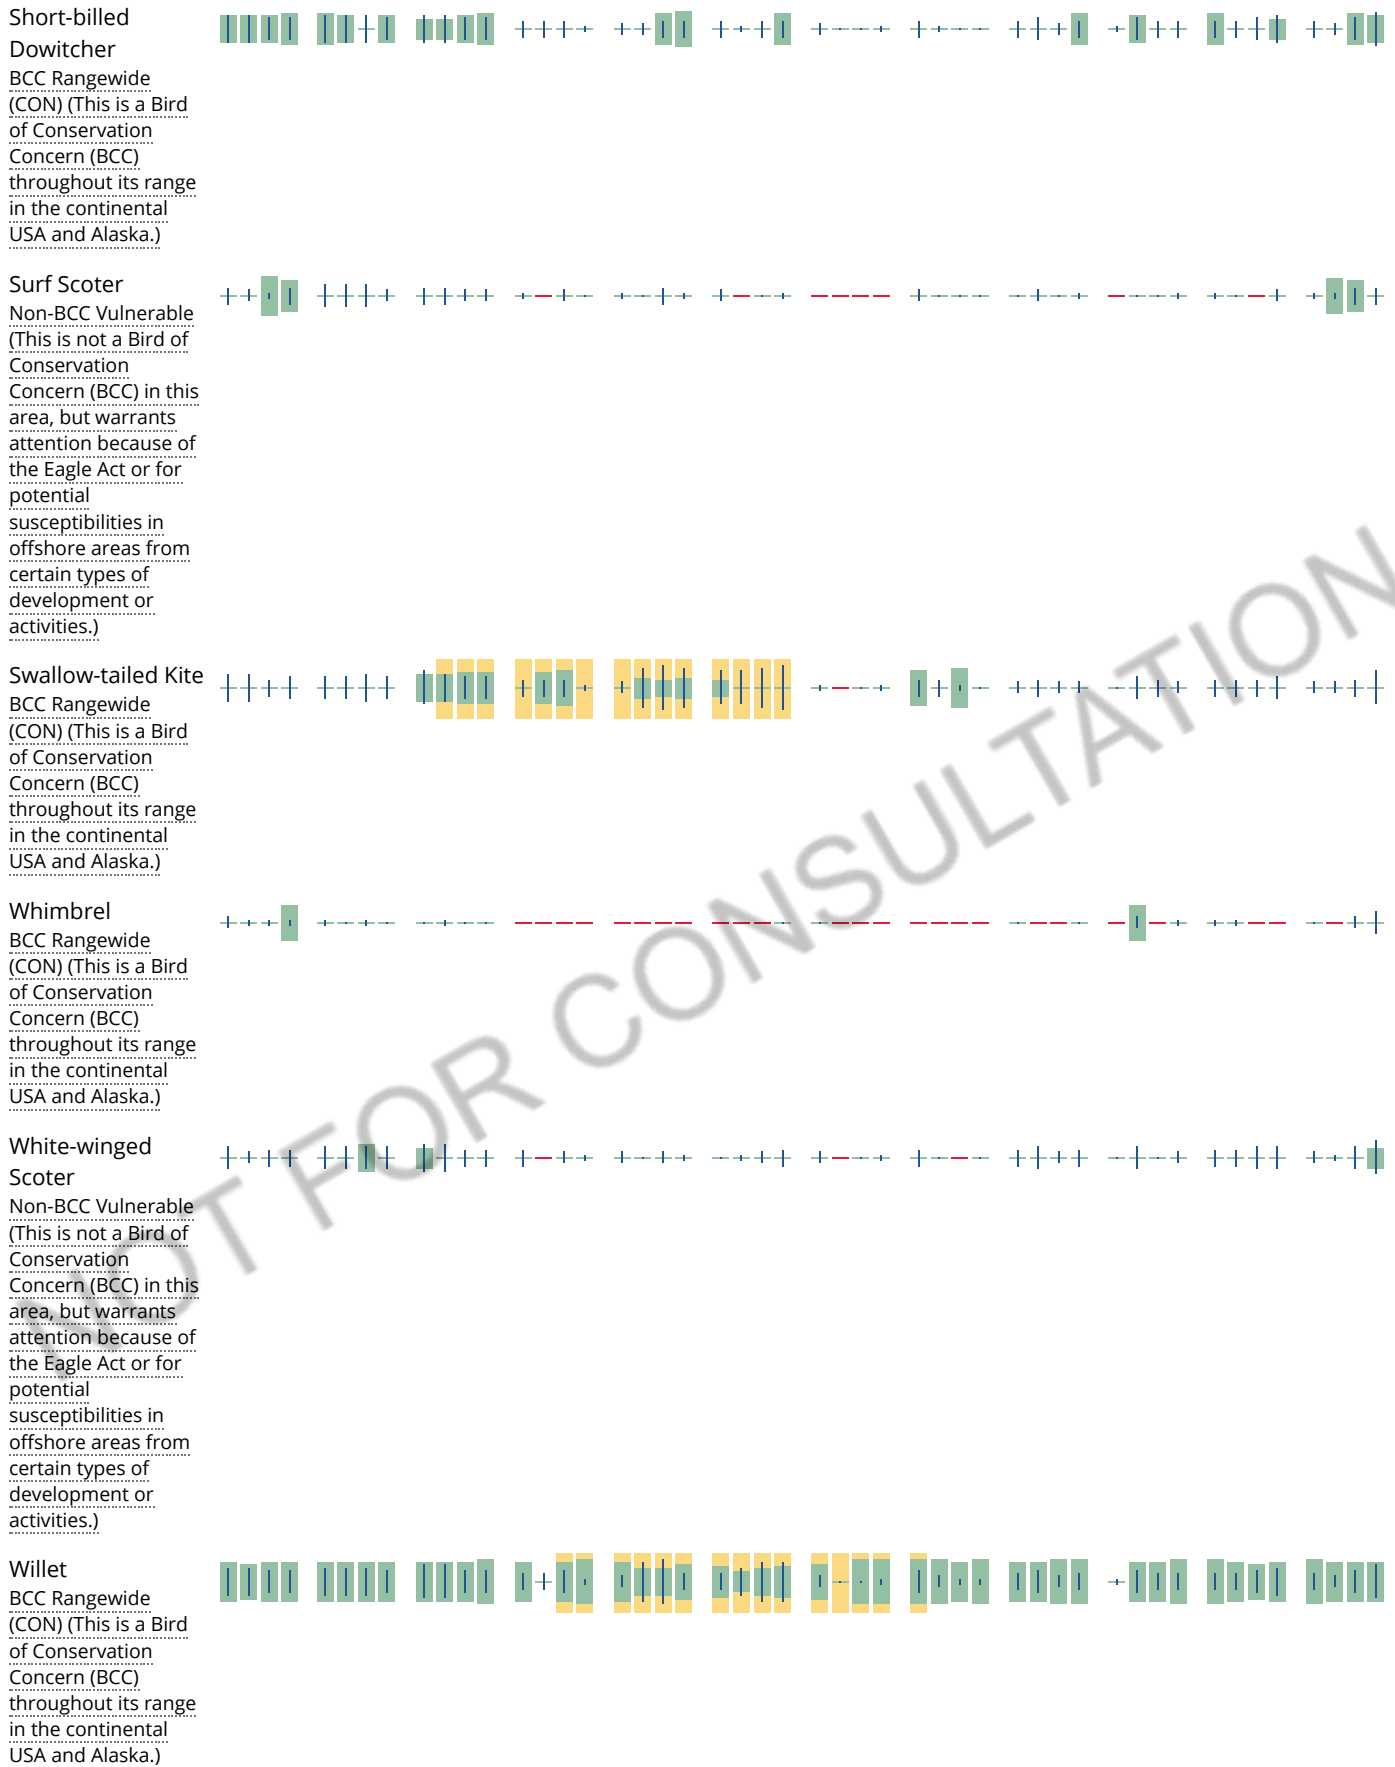 Short-billed
Dowitcher
BCC Rangewide
(CON) (This is a Bird
of Conservation
Concern (BCC)
throughout its range
in the continental
USA and Alaska.)
Surf Scoter
Non-BCC Vulnerable
(This is not a Bird of
Conservation
Concern (BCC) in this
area, but warrants
attention because of
the Eagle Act or for
potential
susceptibilities in
offshore areas from
certain types of
development or
activities.)
Swallow-tailed Kite
BCC Rangewide
(CON) (This is a Bird
of Conservation
Concern (BCC)
throughout its range
in the continental
USA and Alaska.)
Whimbrel
BCC Rangewide
(CON) (This is a Bird
of Conservation
Concern (BCC)
throughout its range
in the continental
USA and Alaska.)
White-winged
Scoter
Non-BCC Vulnerable
(This is not a Bird of
Conservation
Concern (BCC) in this
area, but warrants
attention because of
the Eagle Act or for
potential
susceptibilities in
offshore areas from
certain types of
development or
activities.)
Willet
BCC Rangewide
(CON) (This is a Bird
of Conservation
Concern (BCC)
throughout its range
in the continental
USA and Alaska.)
NOT FOR CONSULTATION